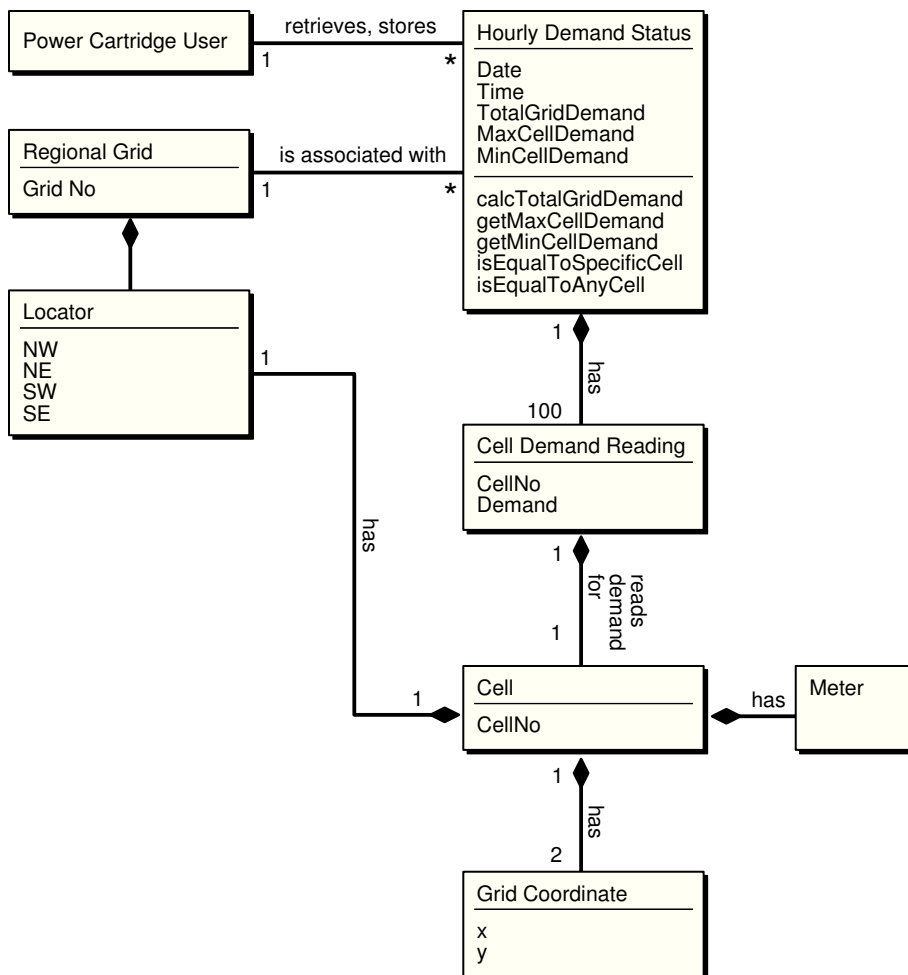 Power Cartridge User
retrieves, stores
1
*
Hourly Demand Status
Date
Time
TotalGridDemand
MaxCellDemand
MinCellDemand
calcTotalGridDemand
getMaxCellDemand
getMinCellDemand
isEqualToSpecificCell
isEqualToAnyCell
Regional Grid
Grid No
is associated with
1
*
Locator
NW
NE
SW
SE
1
has
1
1
has
100
Cell Demand Reading
CellNo
Demand
1
reads
demand
for
1
Cell
CellNo
has
Meter
1
has
2
Grid Coordinate
x
y